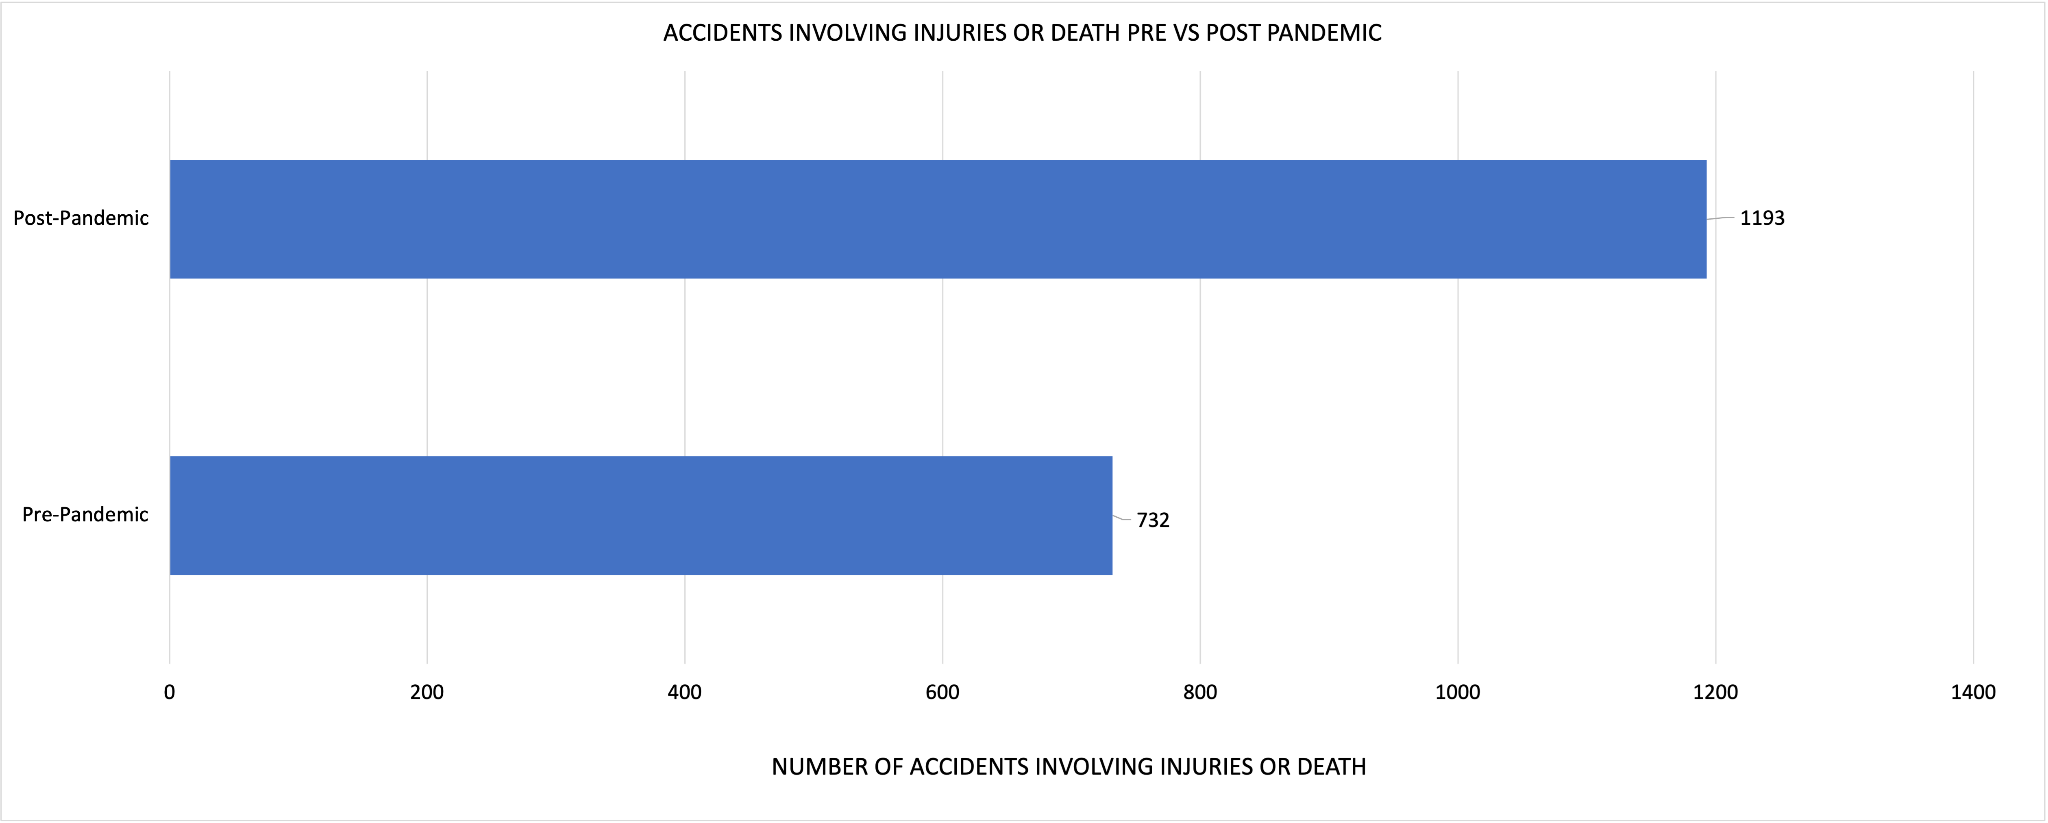 ACCIDENTS INVOLVING INJURIES OR DEATH PRE VS POST PANDEMIC
Post-Pandemic
1193
Pre-Pandemic
732
0 200 400 600 800 1000 1200 1400
NUMBER OF ACCIDENTS INVOLVING INJURIES OR DEATH